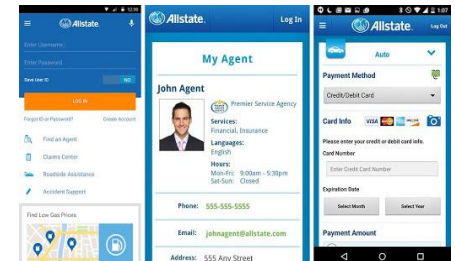 12:30
Allstate.
Enter Username
Enter Password
Save User ID
NO
LOG IN
Forgot ID or Password?
Create Account
Find an Agent
Claims Center
Roadside Assistance
Accident Support
Find Low Gas Prices
Allstate.
Log In
My Agent
John Agent
Premier Service Agency
Services:
Financial, Insurance
Languages:
English
Hours:
Mon-Fri: 9:00am - 5:30pm
Sat-Sun: Closed
Phone: 555-555-5555
Email: johnagent@allstate.com
Address: 555 Any Street
1:07
Allstate.
Log Out
Auto
Payment Method
Credit/Debit Card
Card Info
VISA
Please enter your credit or debit card info.
Card Number
Enter Credit Card Number
Expiration Date
Select Month
Select Year
Payment Amount